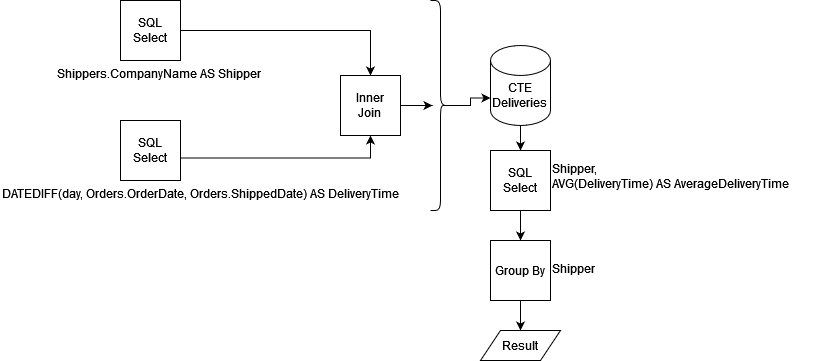 SQL
Select
Shippers.CompanyName AS Shipper
SQL
Select
DATEDIFF(day, Orders.OrderDate, Orders.ShippedDate) AS DeliveryTime
Inner
Join
CTE
Deliveries
SQL
Select
Shipper,
AVG(DeliveryTime) AS AverageDeliveryTime
Group By
Shipper
Result